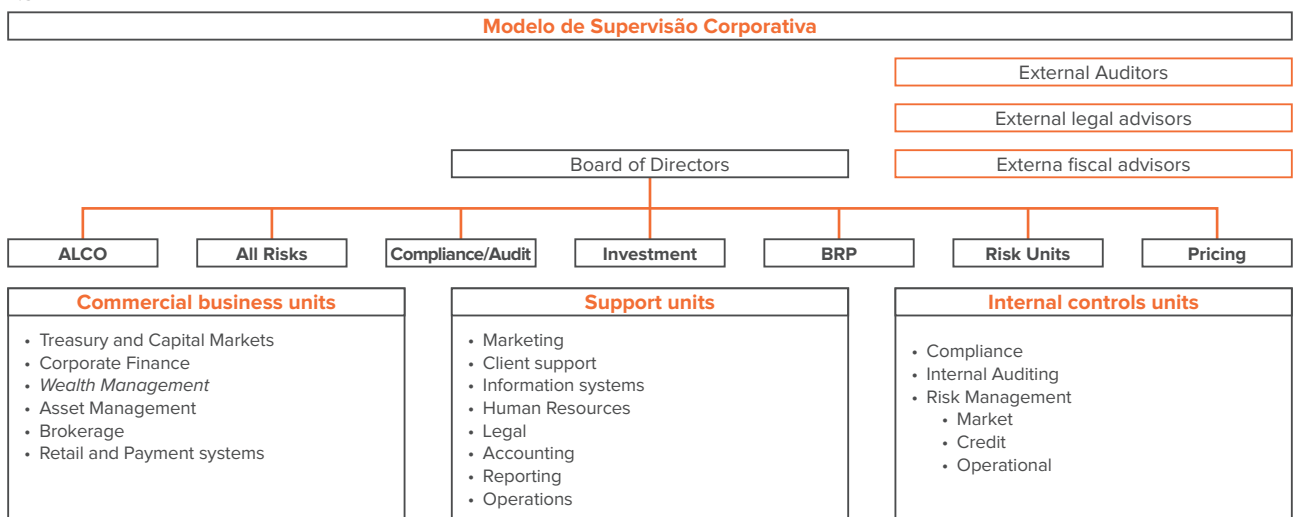 Modelo de Supervisão Corporativa
External Auditors
External legal advisors
Externa fiscal advisors
Board of Directors
ALCO
All Risks
Compliance/Audit
Investment
BRP
Risk Units
Pricing
Commercial business units
• Treasury and Capital Markets
• Corporate Finance
• Wealth Management
• Asset Management
• Brokerage
• Retail and Payment systems
Support units
• Marketing
• Client support
• Information systems
• Human Resources
• Legal
• Accounting
• Reporting
• Operations
Internal controls units
• Compliance
• Internal Auditing
• Risk Management
• Market
• Credit
• Operational